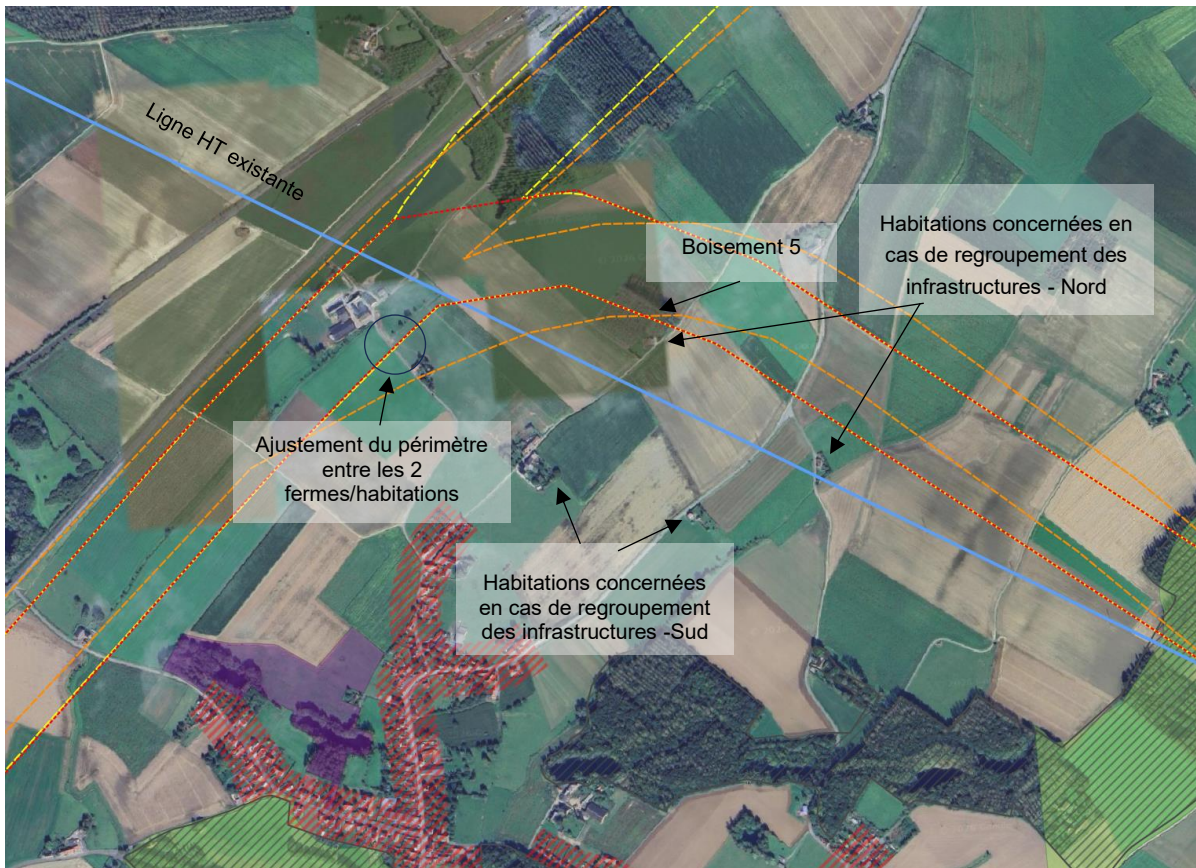 Ligne HT existante
Boisement 5
Habitations concernées en
cas de regroupement des
infrastructures - Nord
Ajustement du périmètre
entre les 2
fermes/habitations
Habitations concernées
en cas de regroupement
des infrastructures -Sud